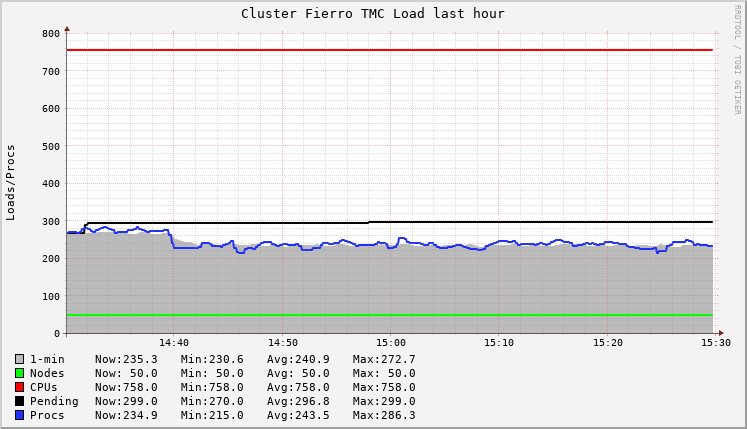 Cluster Fierro TMC Load last hour
RRDTOOL / TOBI OETIKER
Loads/Procs
800
700
600
500
400
300
200
100
0
14:40 14:50 15:00 15:10 15:20 15:30
1-min Now:235.3 Min:230.6 Avg:240.9 Max:272.7
Nodes Now: 50.0 Min: 50.0 Avg: 50.0 Max: 50.0
CPUs Now:758.0 Min:758.0 Avg:758.0 Max:758.0
Pending Now:299.0 Min:270.0 Avg:296.8 Max:299.0
Procs Now:234.9 Min:215.0 Avg:243.5 Max:286.3